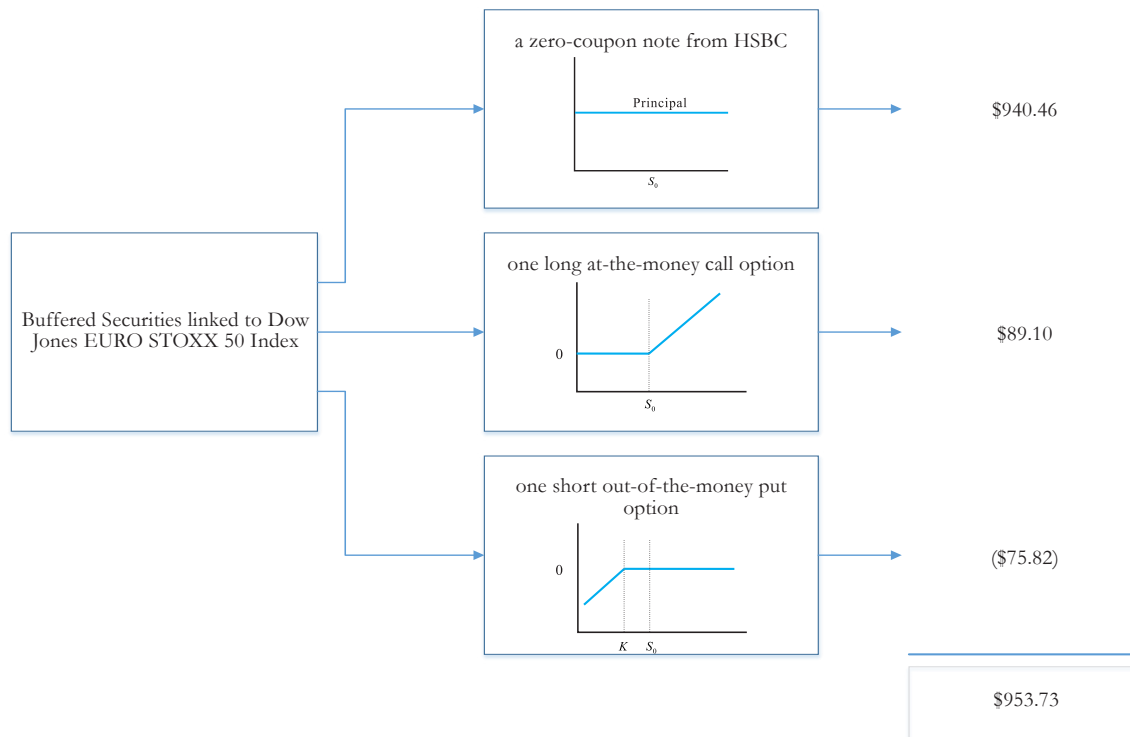 a zero-coupon note from HSBC
Principal
S₀
$940.46
Buffered Securities linked to Dow
Jones EURO STOXX 50 Index
one long at-the-money call option
0
S₀
$89.10
one short out-of-the-money put
option
0
K S₀
($75.82)
$953.73